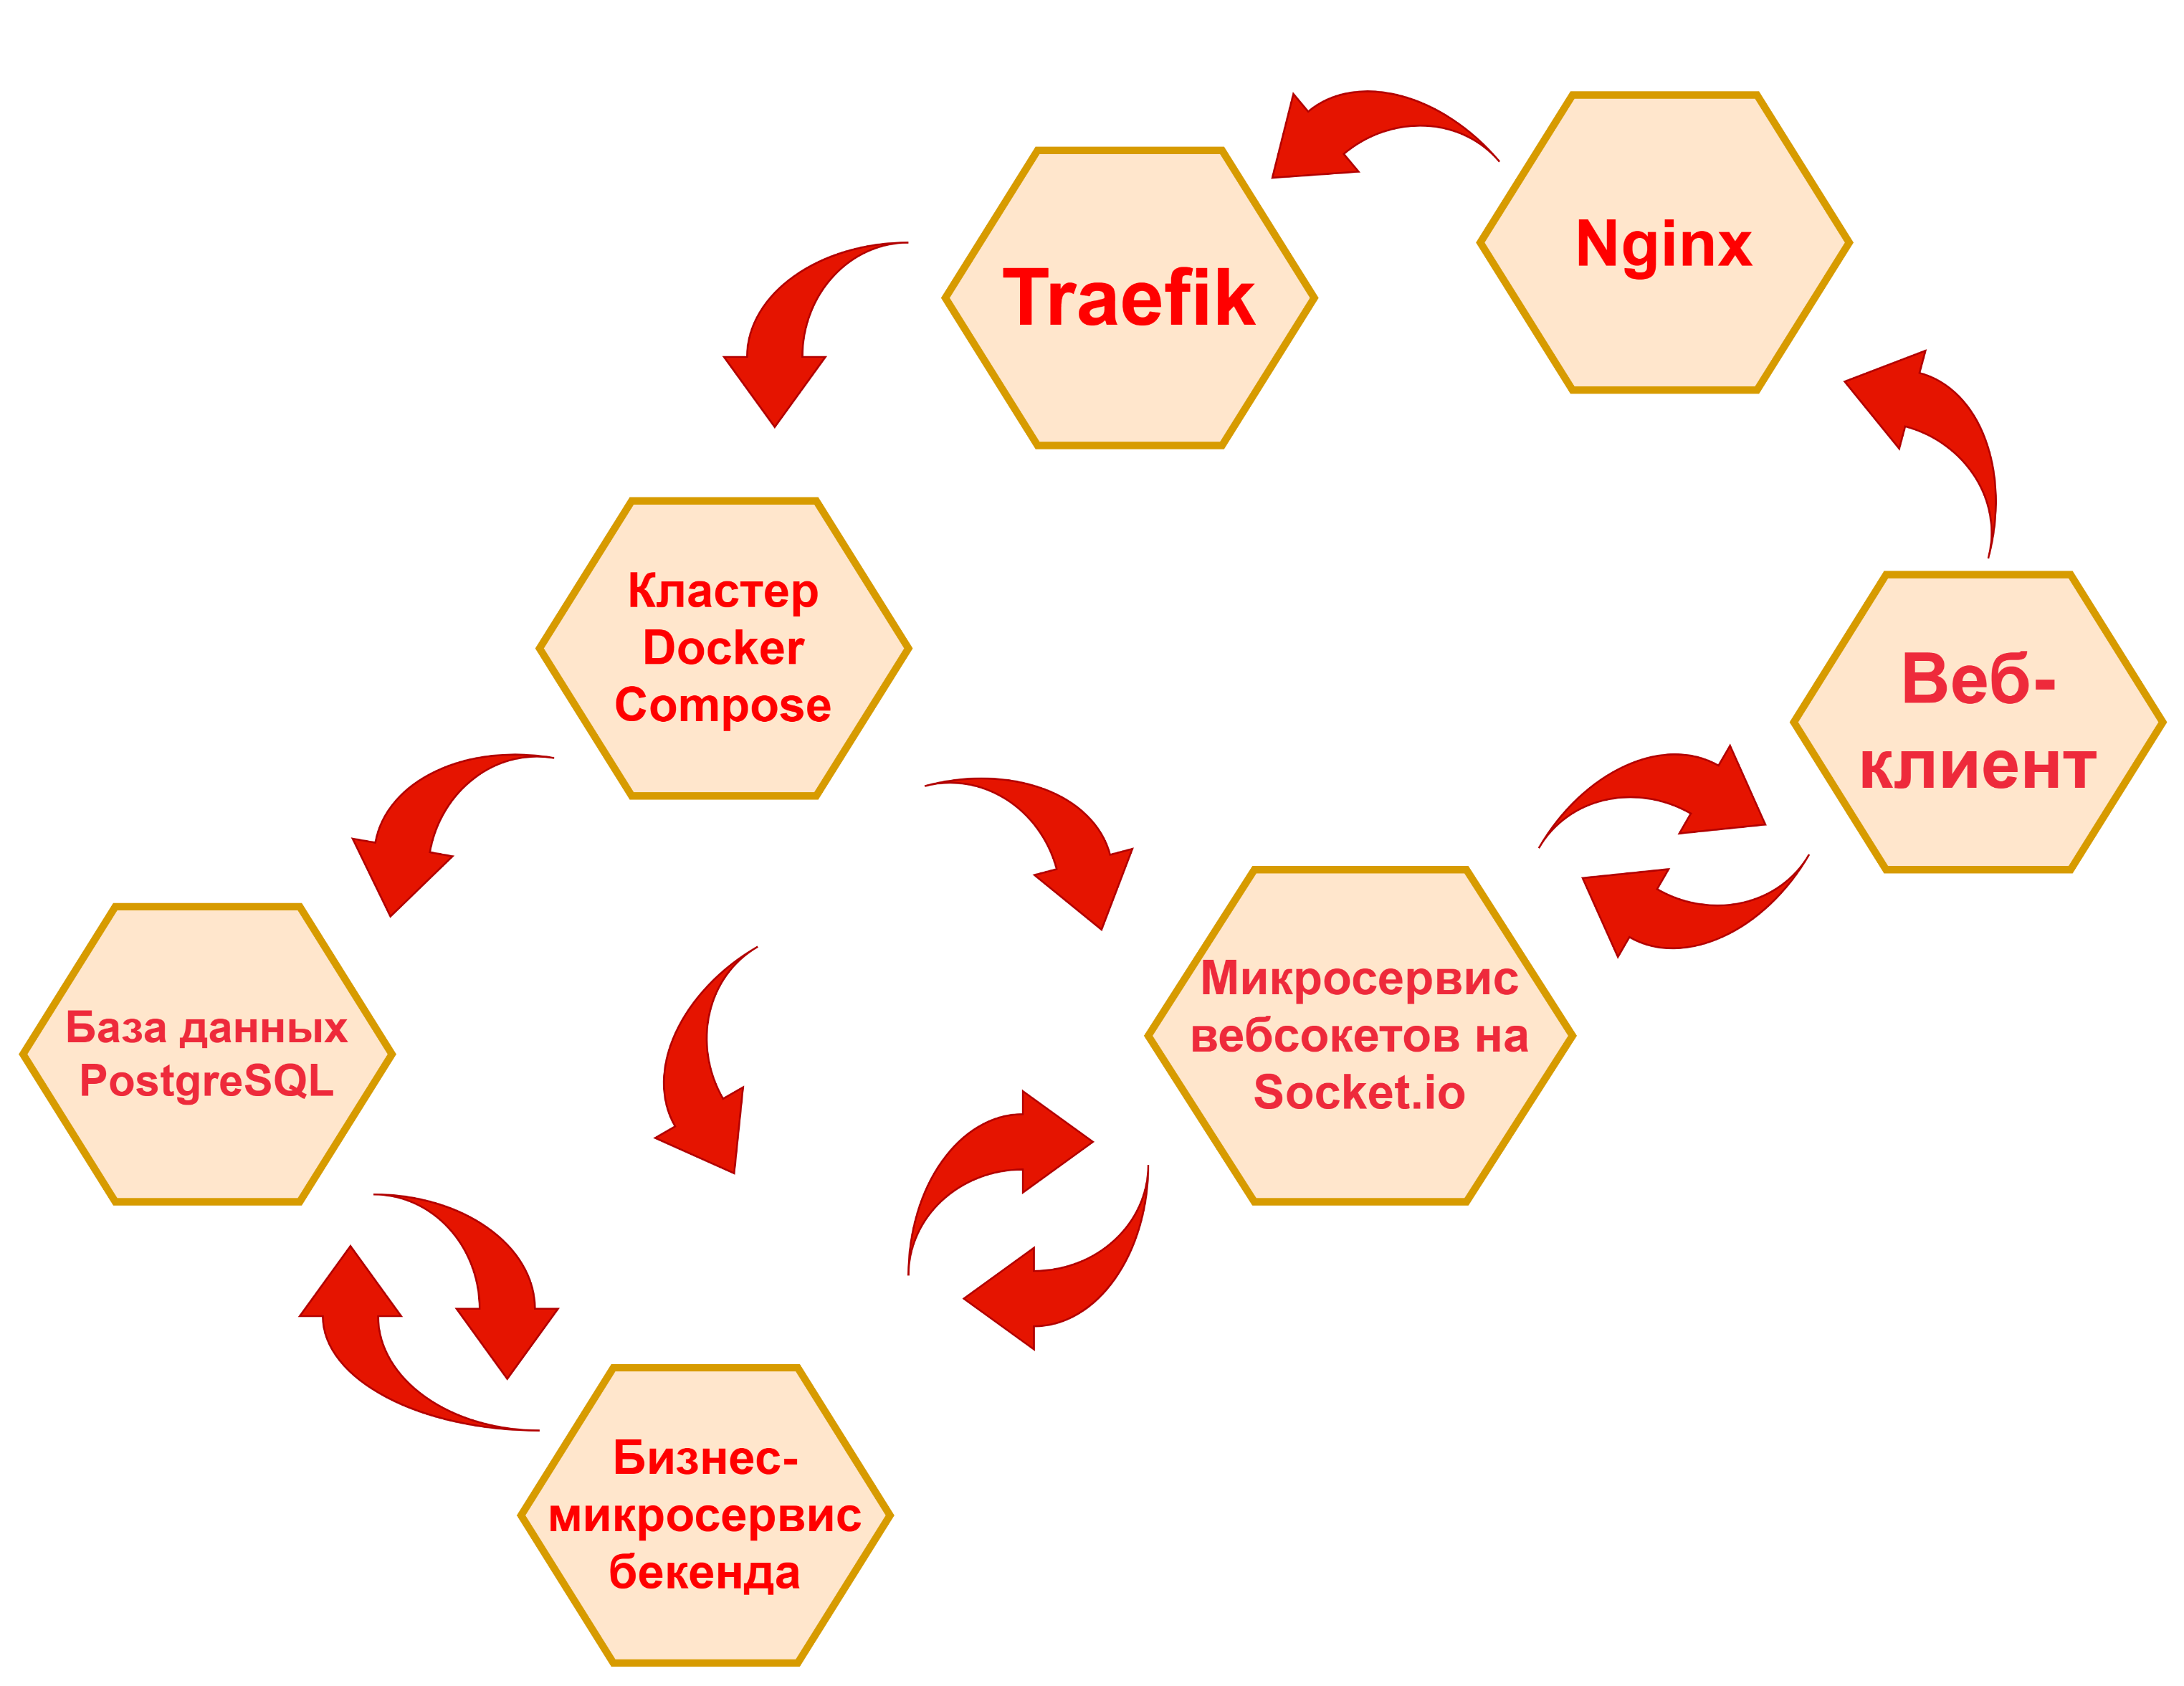 Nginx
Traefik
Кластер
Docker
Compose
Веб-
клиент
База данных
PostgreSQL
Микросервис
вебсокетов на
Socket.io
Бизнес-
микросервис
бекенда